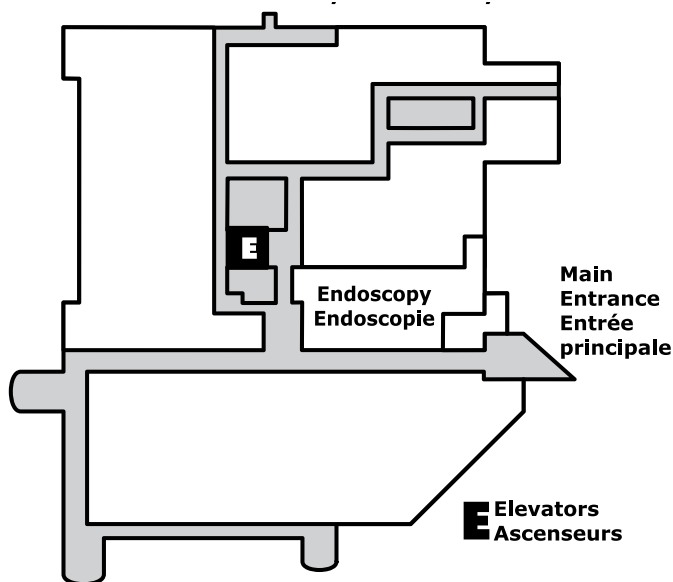 E
Endoscopy
Endoscopie
Main
Entrance
Entrée
principale
E Elevators
Ascenseurs